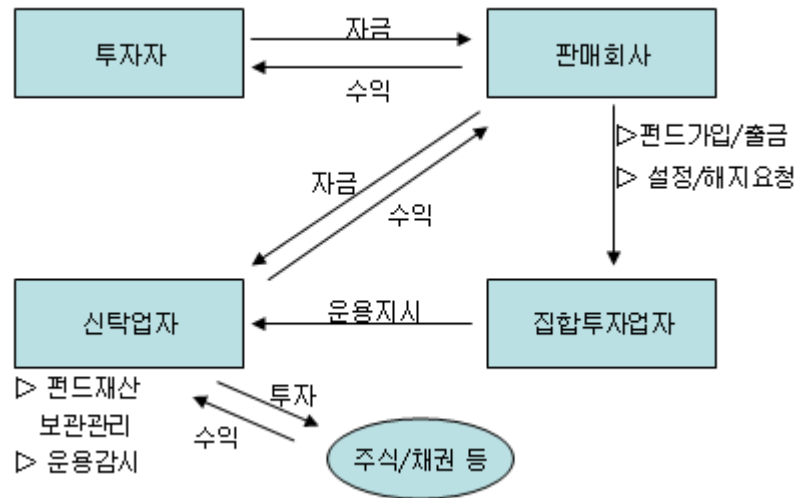 투자자
자금
수익
판매회사
▷펀드가입/출금
▷ 설정/해지요청
자금
수익
신탁업자
운용지시
집합투자업자
▷ 펀드재산
보관관리
▷ 운용감시
투자
수익
주식/채권 등